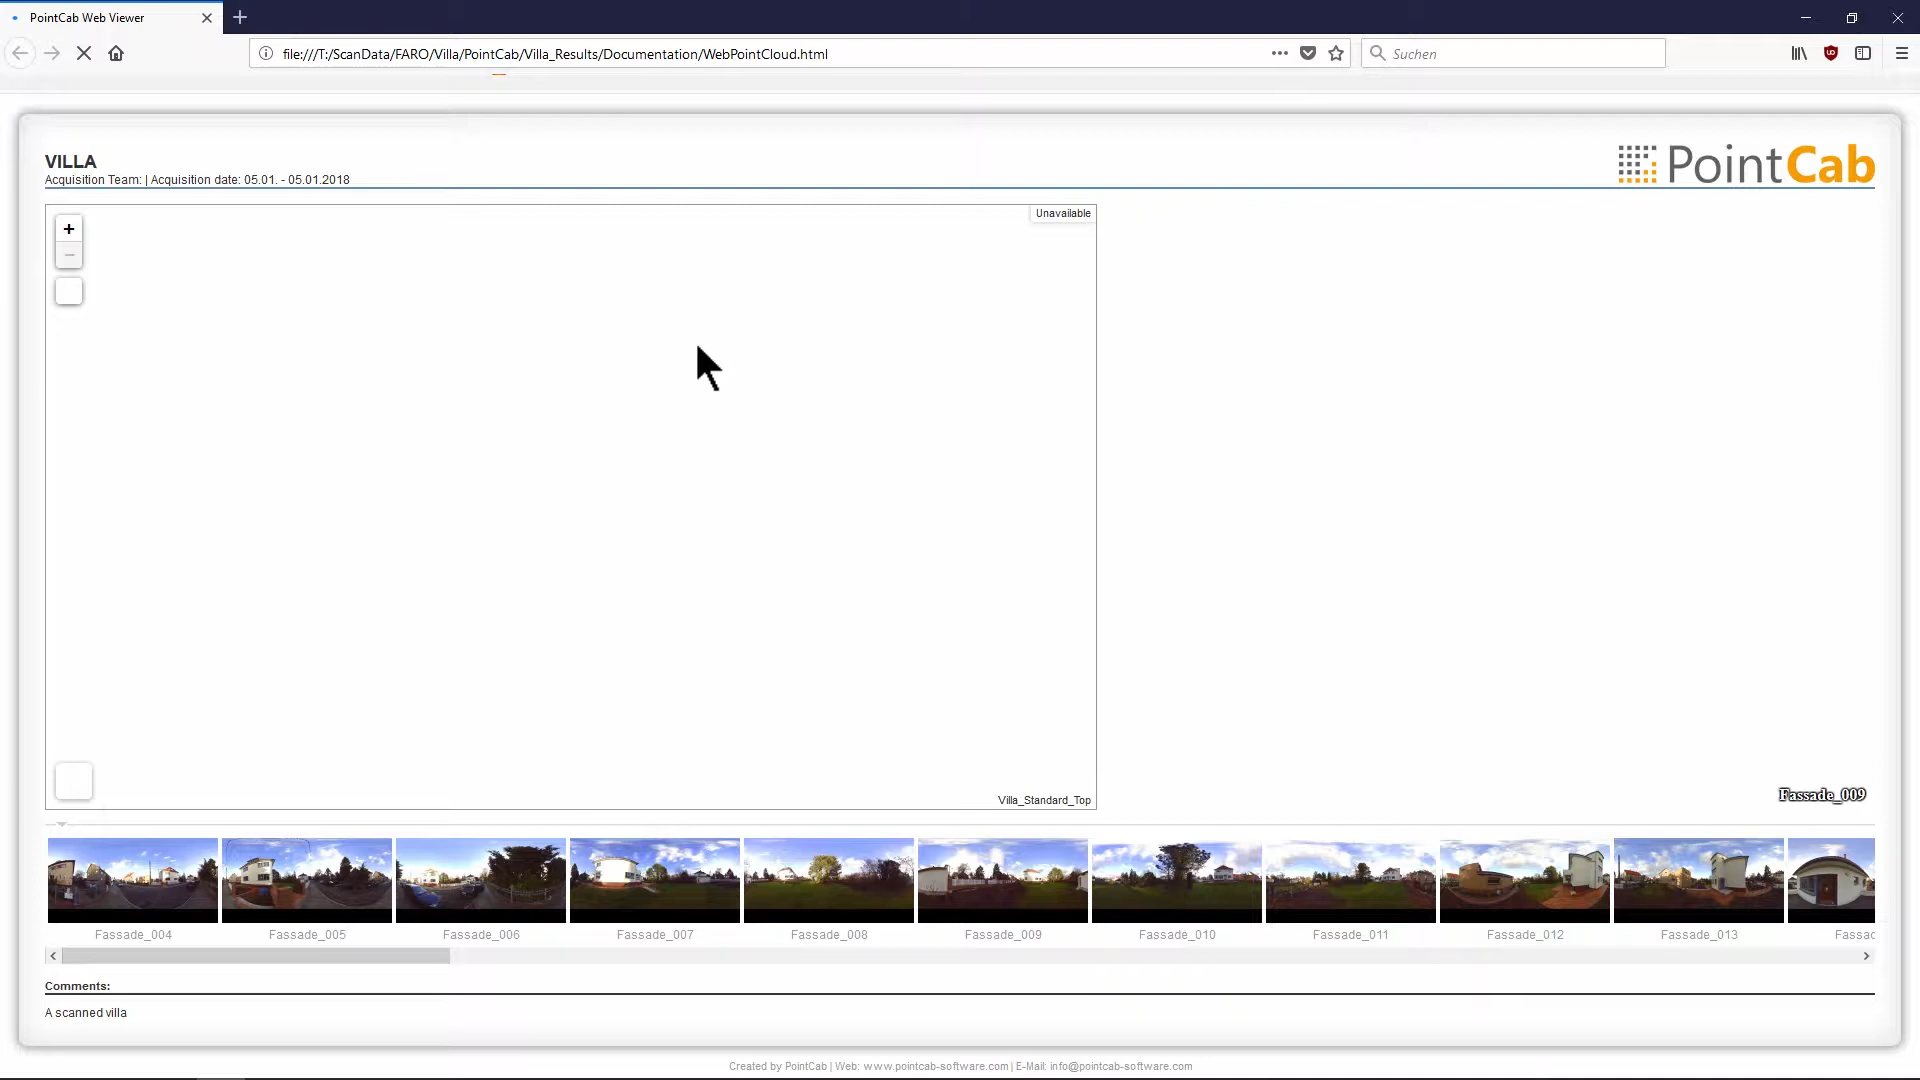 PointCab Web Viewer
file:///T:/ScanData/FARO/Villa/PointCab/Villa_Results/Documentation/WebPointCloud.html
Suchen
VILLA
Acquisition Team: | Acquisition date: 05.01. - 05.01.2018
PointCab
+
−
Unavailable
Villa_Standard_Top
Fassade_009
Fassade_004
Fassade_005
Fassade_006
Fassade_007
Fassade_008
Fassade_009
Fassade_010
Fassade_011
Fassade_012
Fassade_013
Fassac
Comments:
A scanned villa
Created by PointCab | Web: www.pointcab-software.com | E-Mail: info@pointcab-software.com